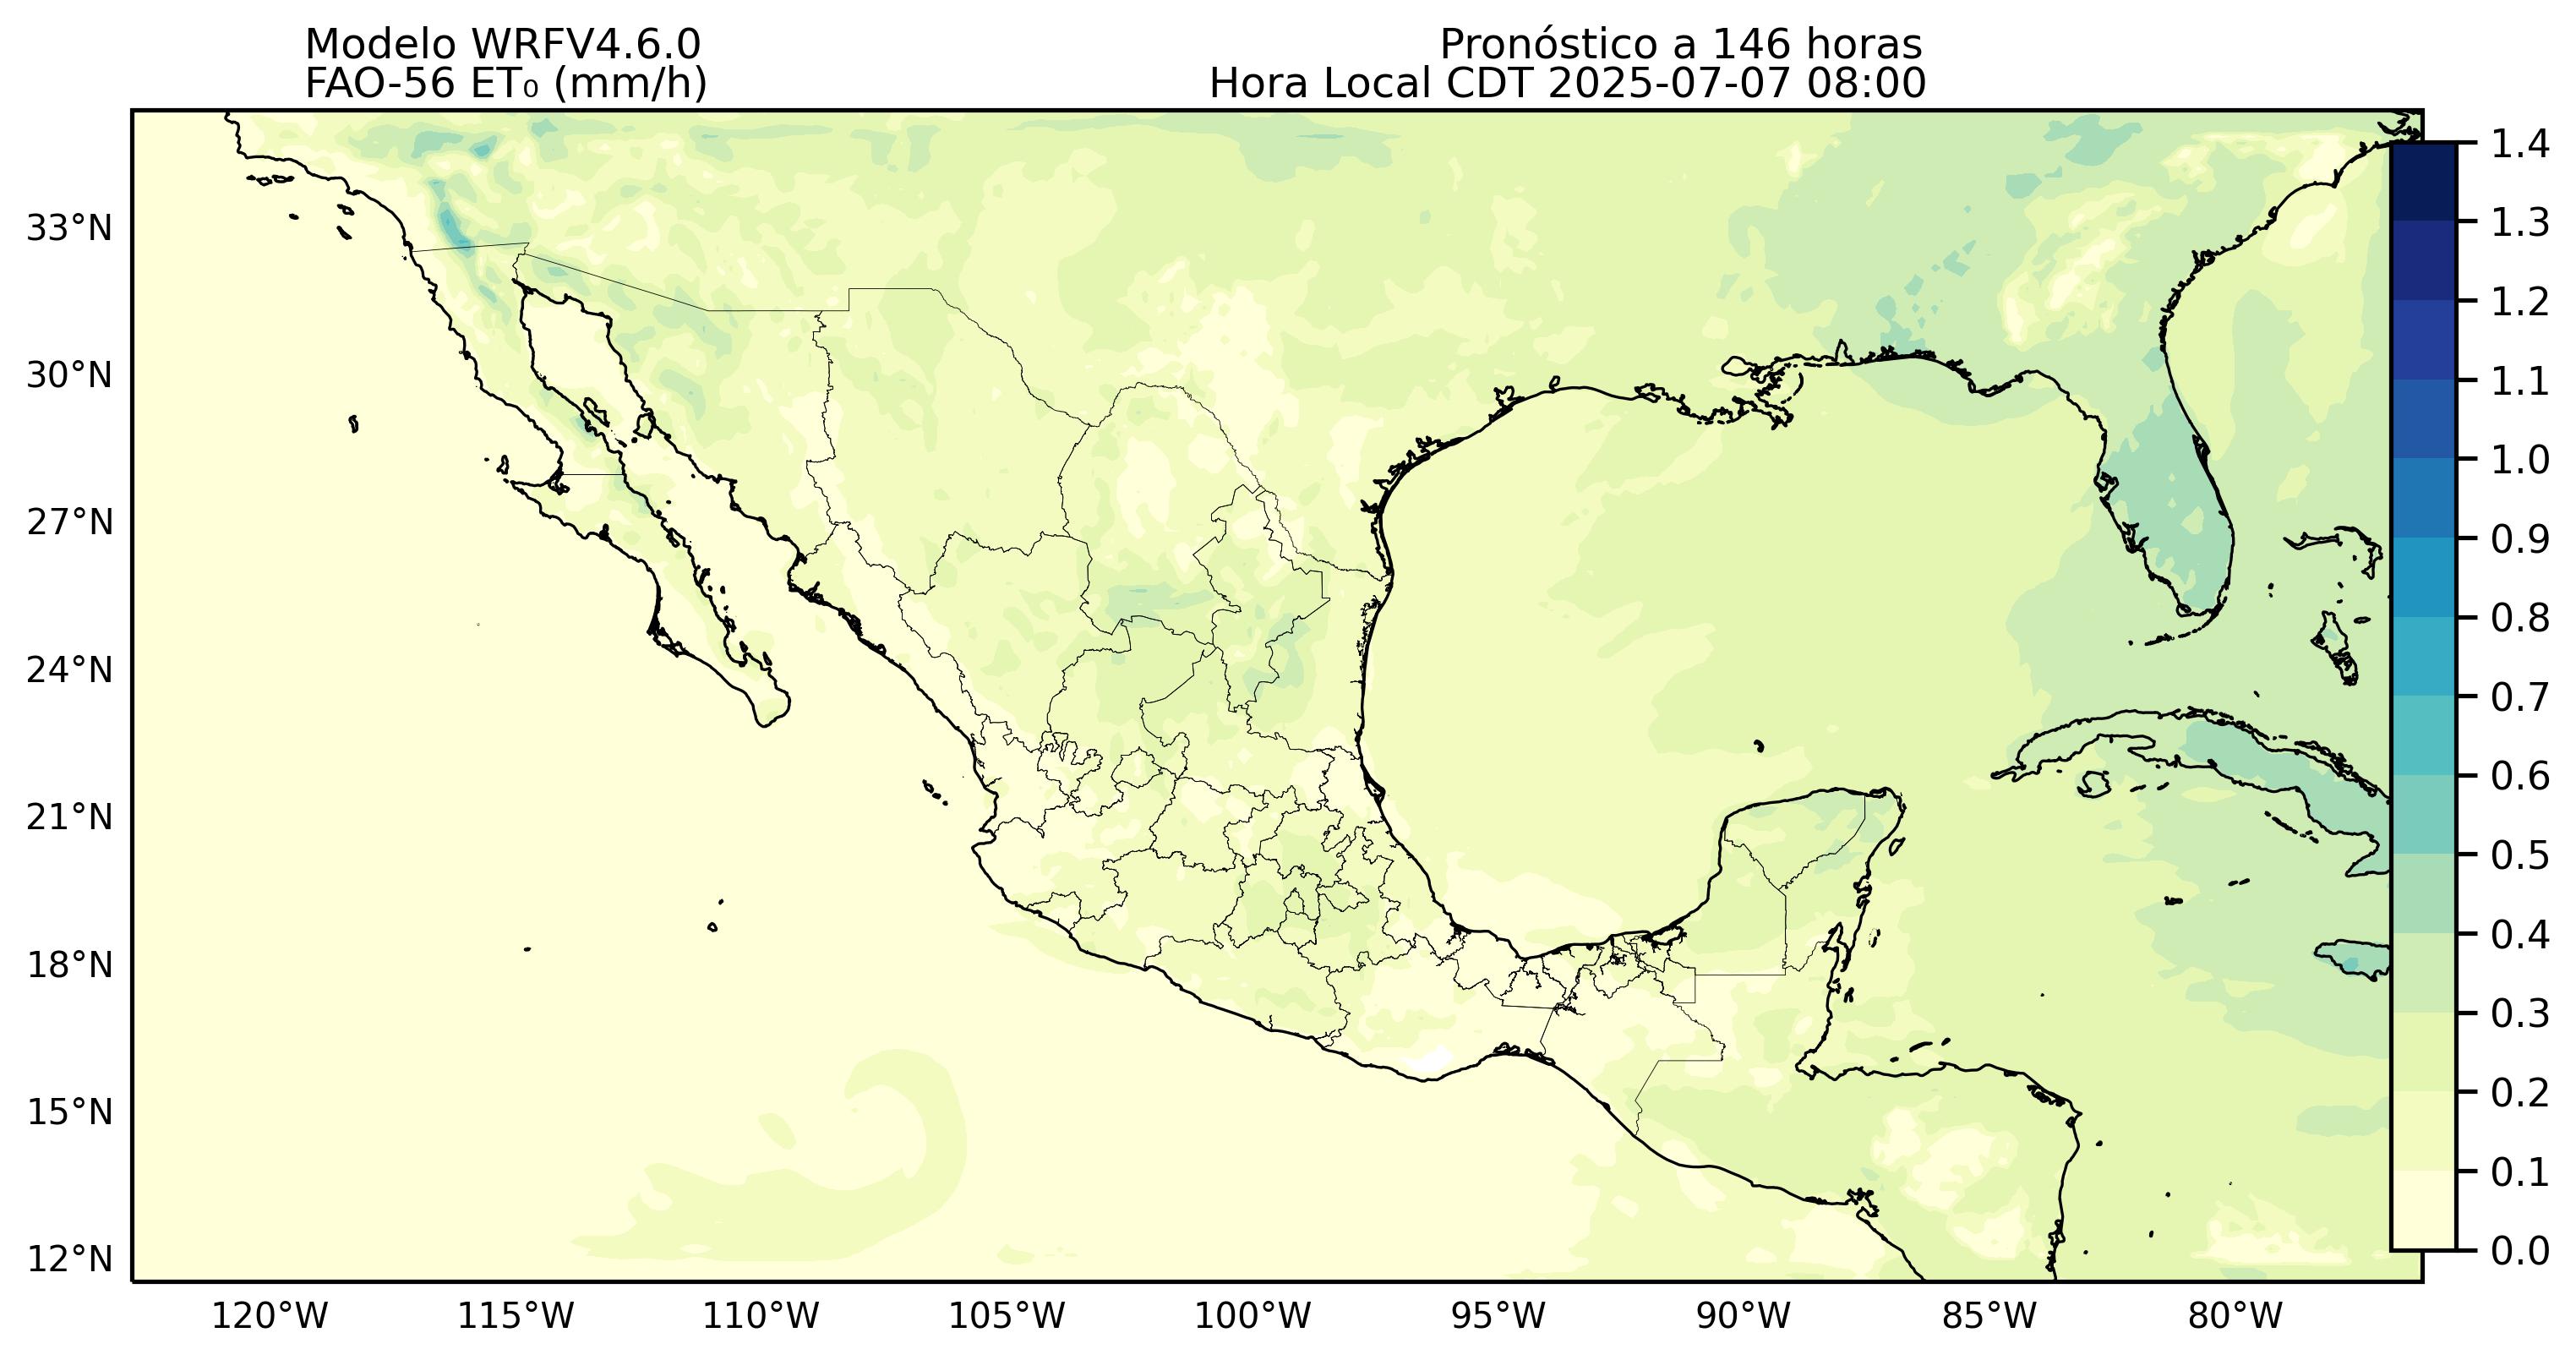 Modelo WRFV4.6.0
FAO-56 ET₀ (mm/h)
Pronóstico a 146 horas
Hora Local CDT 2025-07-07 08:00
33°N
30°N
27°N
24°N
21°N
18°N
15°N
12°N
120°W
115°W
110°W
105°W
100°W
95°W
90°W
85°W
80°W
1.4
1.3
1.2
1.1
1.0
0.9
0.8
0.7
0.6
0.5
0.4
0.3
0.2
0.1
0.0